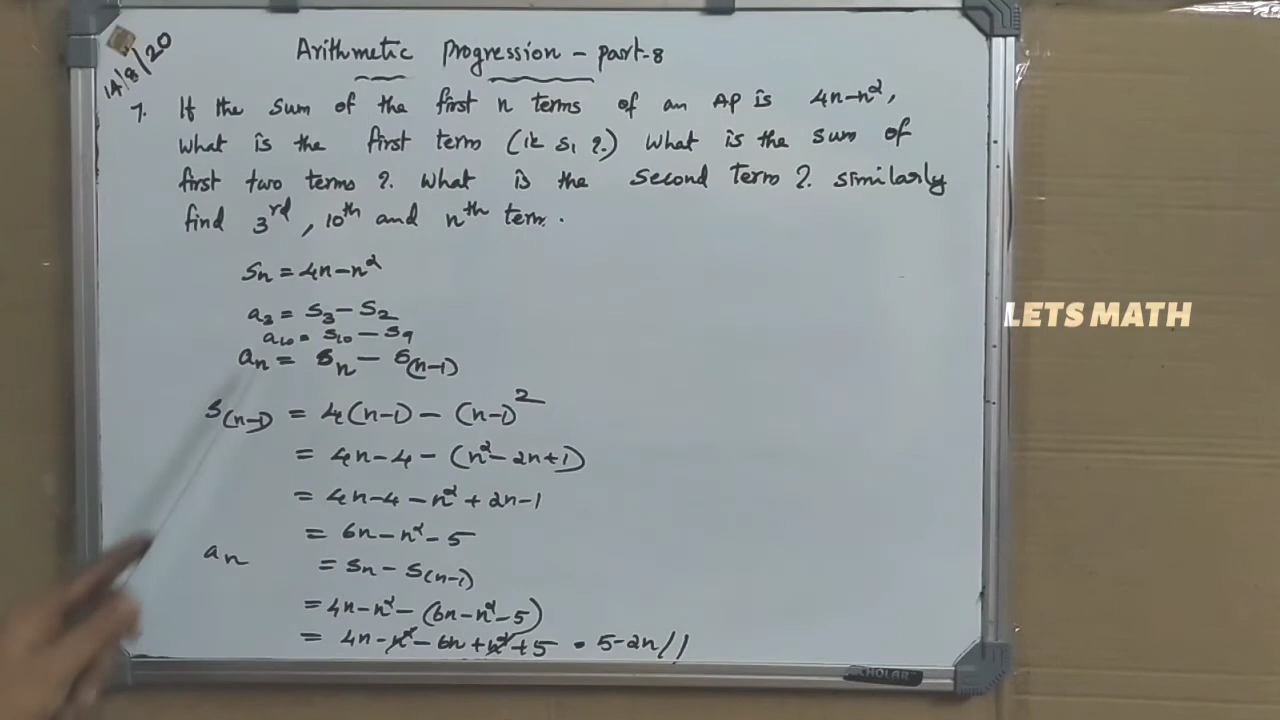 14/8/20
Arithmetic Progression - part-8
7. If the sum of the first n terms of an AP is 4n-n²,
what is the first term (ie S₁ ?) what is the sum of
first two terms ?. what is the second term ?. similarly
find 3rd, 10th and nth term.
Sn = 4n-n²
a₃ = S₃ - S₂
a₁₀ = S₁₀ - S₉
an = Sn - S(n-1)
S(n-1) = 4(n-1) - (n-1)²
= 4n-4 - (n²-2n+1)
= 4n-4-n²+2n-1
= 6n-n²-5
an = Sn - S(n-1)
= 4n-n²-(6n-n²-5)
= 4n-n²-6n+n²+5 = 5-2n//
LETS MATH
SCHOLAR